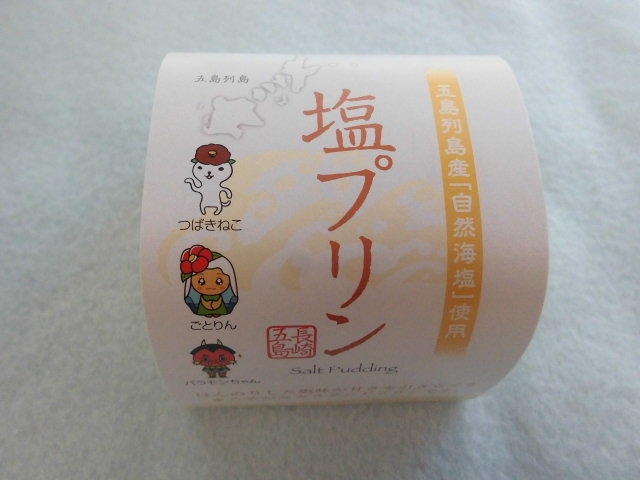 五島列島
塩プリン
五島列島産「自然海塩」使用
つばきねこ
ごとりん
バラモンちゃん
長崎
五島
Salt Pudding